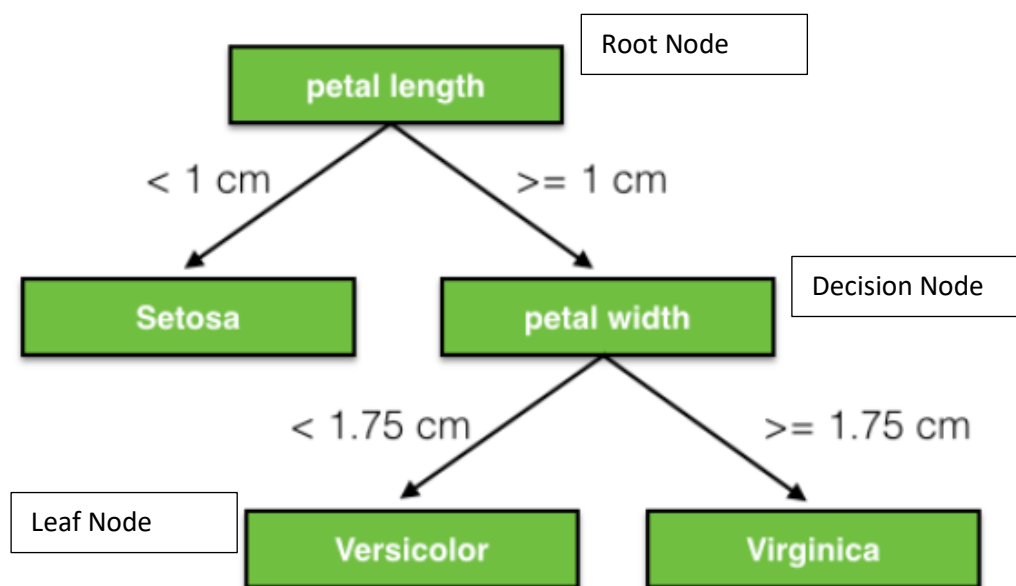 Root Node
petal length
< 1 cm
>= 1 cm
Setosa
petal width
Decision Node
< 1.75 cm
>= 1.75 cm
Leaf Node
Versicolor
Virginica